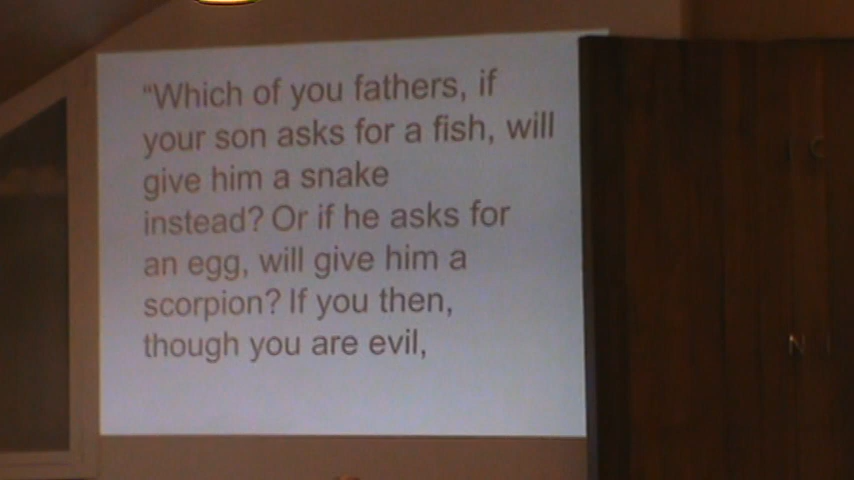 “Which of you fathers, if
your son asks for a fish, will
give him a snake
instead? Or if he asks for
an egg, will give him a
scorpion? If you then,
though you are evil,
N